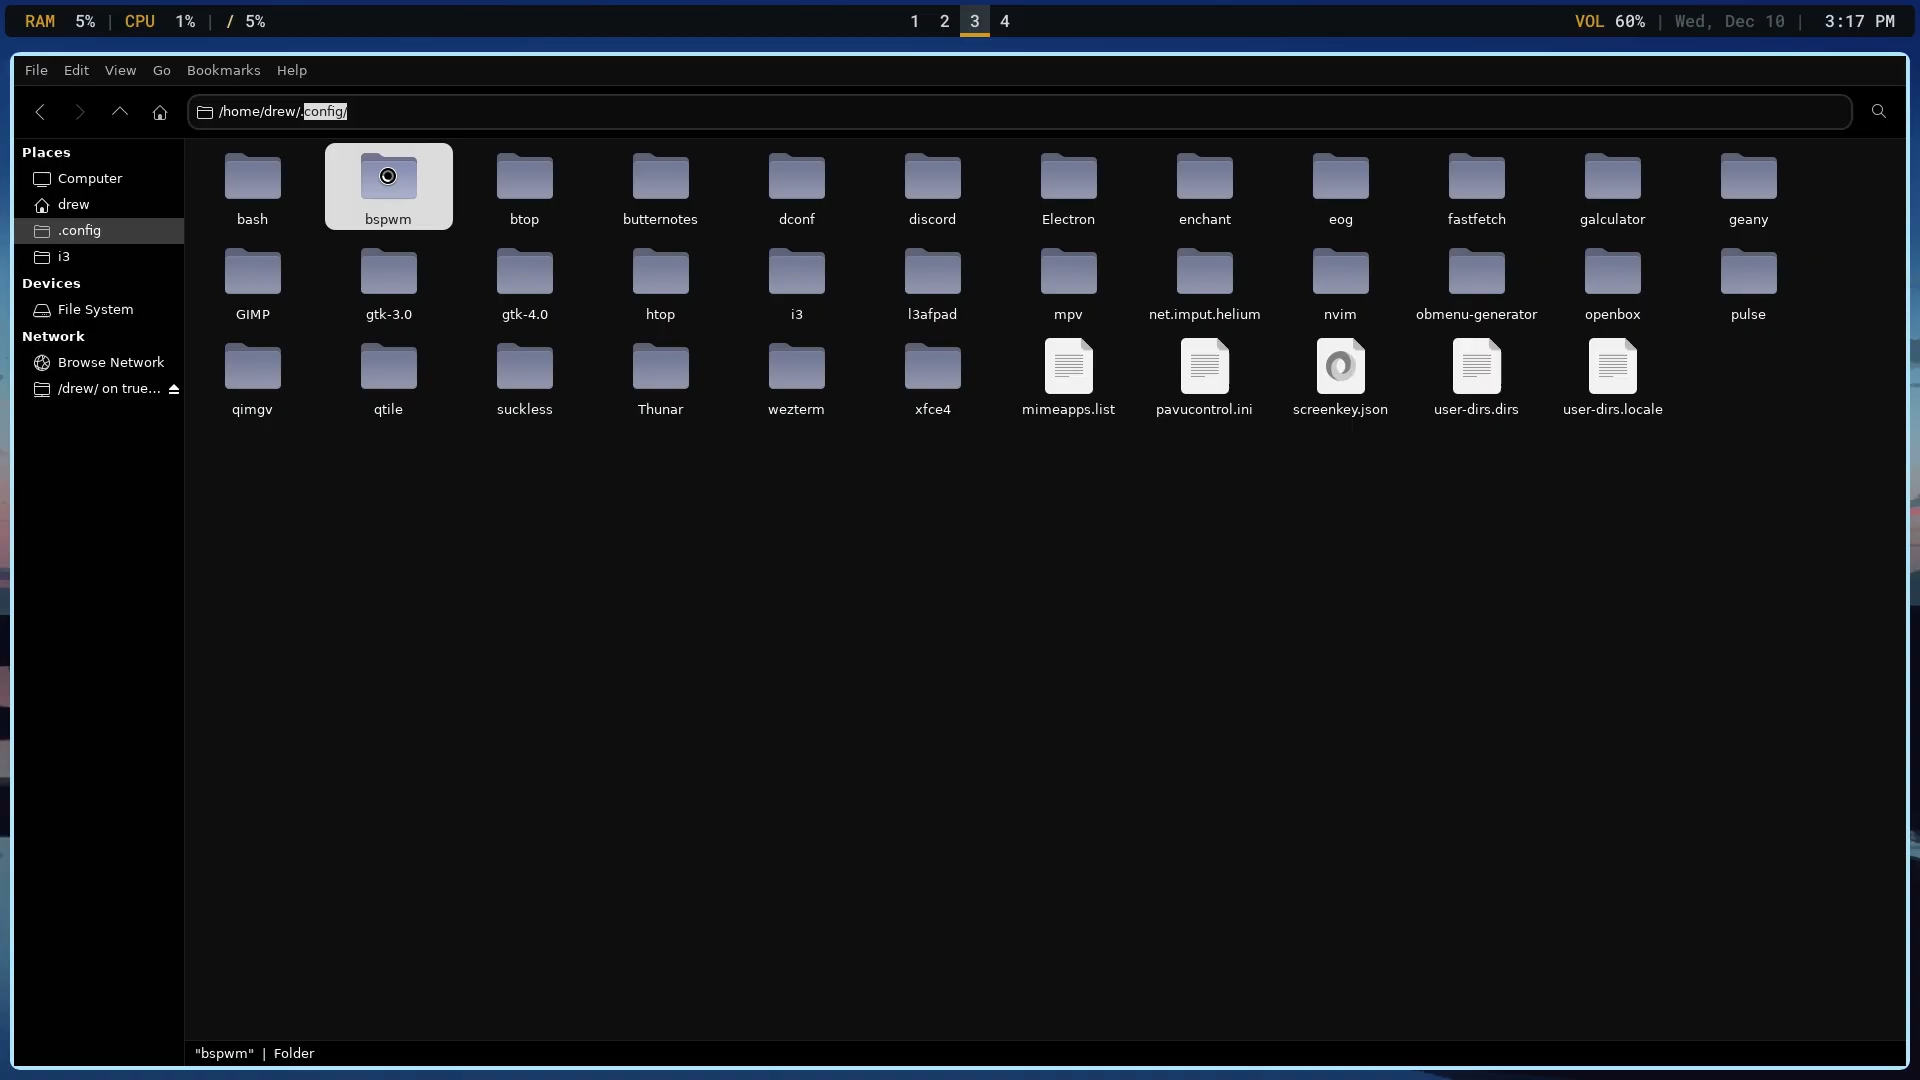 RAM 5% | CPU 1% | / 5% 1 2 3 4 VOL 60% | Wed, Dec 10 | 3:17 PM
File Edit View Go Bookmarks Help
/home/drew/.config/
Places
Computer
drew
.config
i3
Devices
File System
Network
Browse Network
/drew/ on true...
bash bspwm btop butternotes dconf discord Electron enchant eog fastfetch galculator geany
GIMP gtk-3.0 gtk-4.0 htop i3 l3afpad mpv net.imput.helium nvim obmenu-generator openbox pulse
qimgv qtile suckless Thunar wezterm xfce4 mimeapps.list pavucontrol.ini screenkey.json user-dirs.dirs user-dirs.locale
"bspwm" | Folder